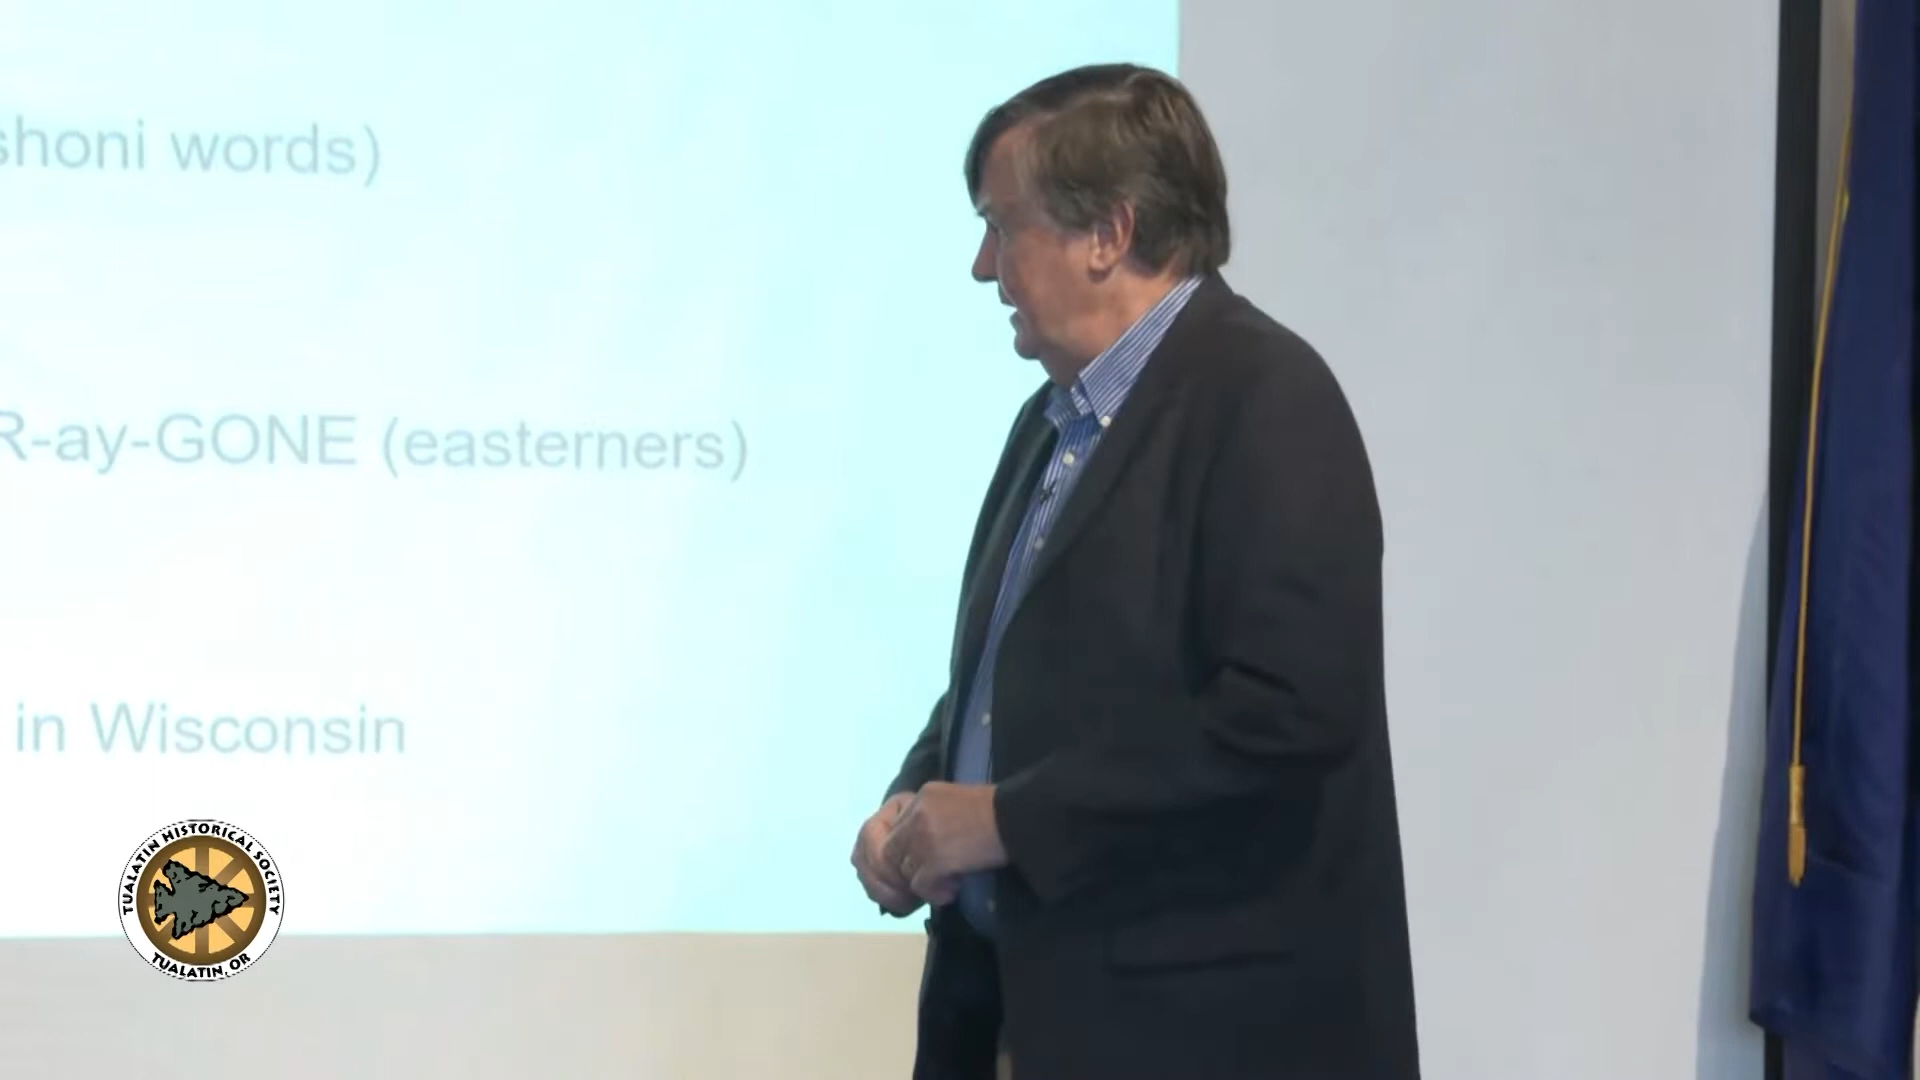 shoni words)
R-ay-GONE (easterners)
in Wisconsin
TUALATIN HISTORICAL SOCIETY
TUALATIN, OR